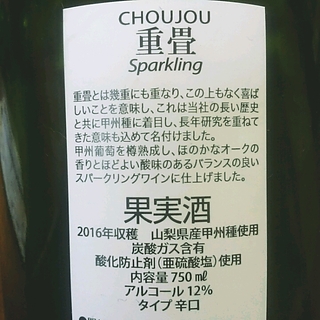 CHOUJOU
重畳
Sparkling
重畳とは幾重にも重なり、この上もなく喜ば
しいことを意味し、これは当社の長い歴史
と共に甲州種に着目し、長年研究を重ねて
きた意味も込めて名付けました。
甲州葡萄を樽熟成し、ほのかなオークの
香りとほどよい酸味のあるバランスの良い
スパークリングワインに仕上げました。
果実酒
2016年収穫 山梨県産甲州種使用
炭酸ガス含有
酸化防止剤(亜硫酸塩)使用
内容量 750㎖
アルコール 12%
タイプ 辛口